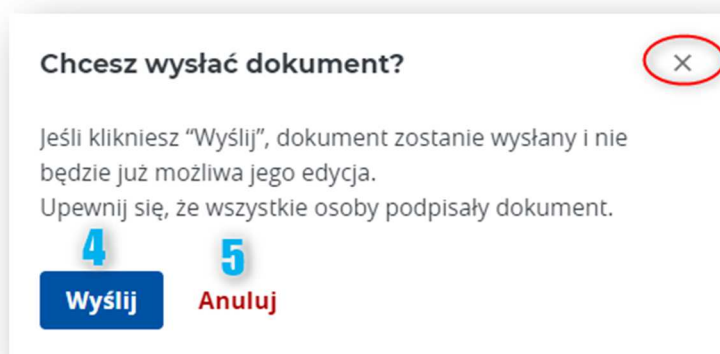 Chcesz wysłać dokument?
Jeśli klikniesz “Wyślij”, dokument zostanie wysłany i nie
będzie już możliwa jego edycja.
Upewnij się, że wszystkie osoby podpisały dokument.
4 5
Wyślij Anuluj